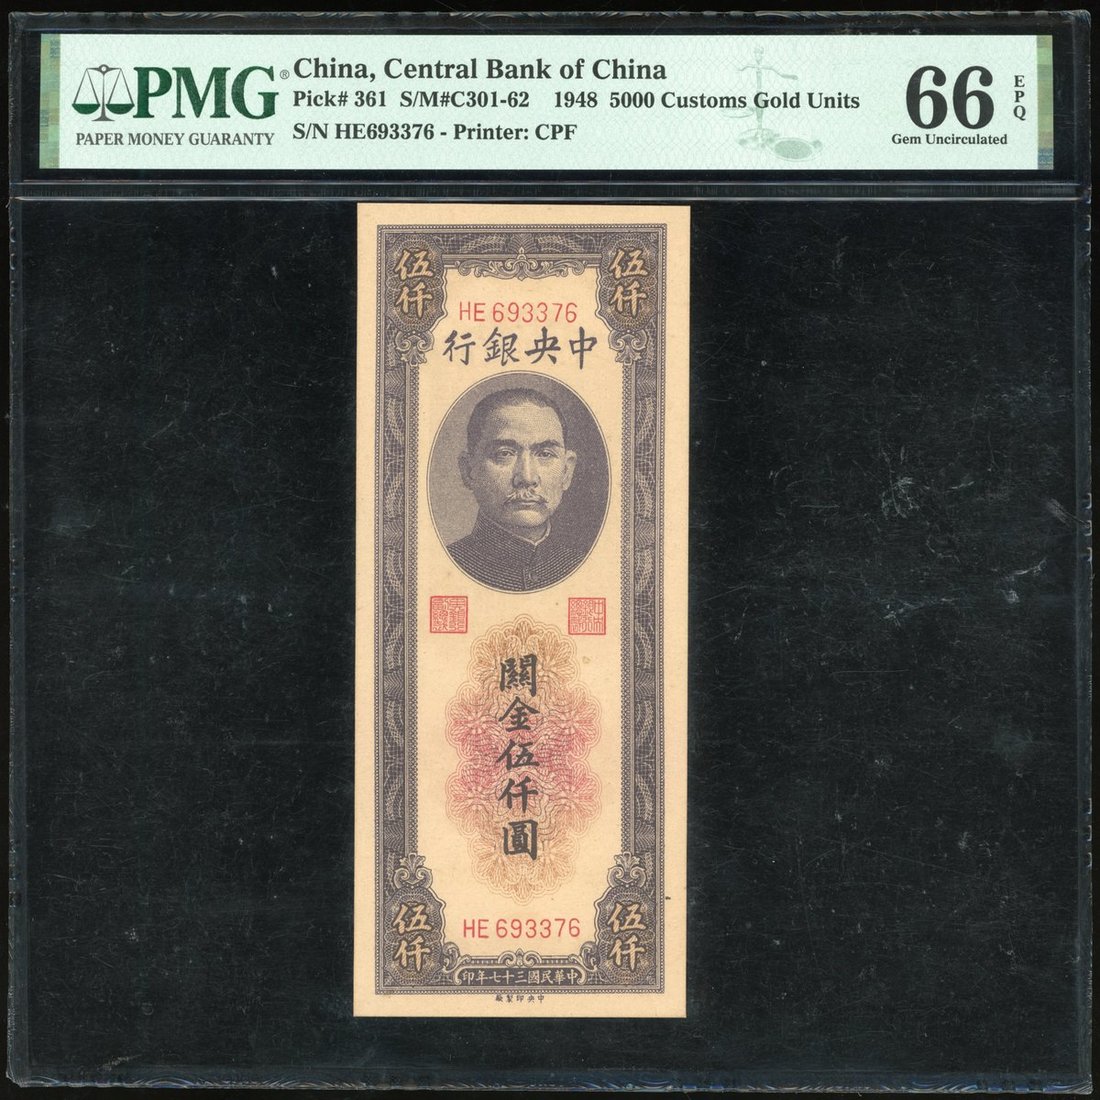 PMG®
PAPER MONEY GUARANTY
China, Central Bank of China
Pick# 361 S/M#C301-62 1948 5000 Customs Gold Units
S/N HE693376 - Printer: CPF
66
EPQ
Gem Uncirculated
伍仟
伍仟
HE 693376
行銀央中
關金伍仟圓
HE 693376
伍仟
伍仟
印年七十三國民華中
廠製印央中